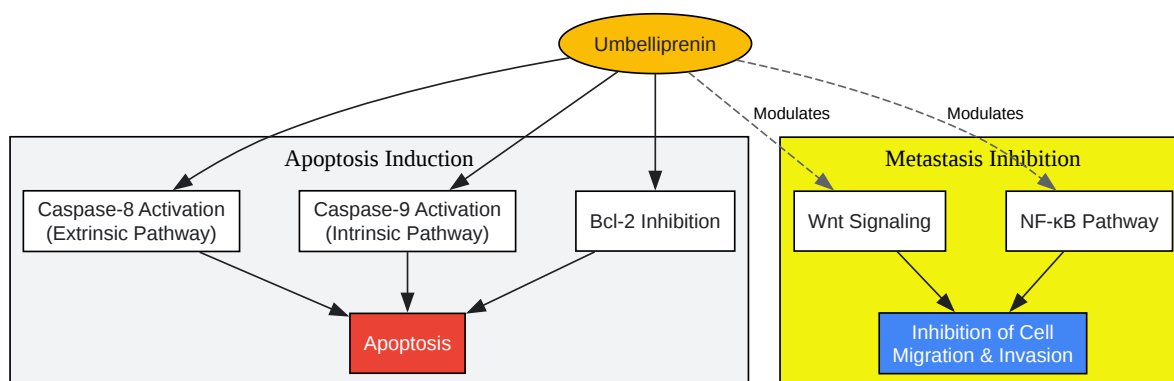 Umbelliprenin
Modulates
Modulates
Apoptosis Induction
Metastasis Inhibition
Caspase-8 Activation
(Extrinsic Pathway)
Caspase-9 Activation
(Intrinsic Pathway)
Bcl-2 Inhibition
Wnt Signaling
NF-κB Pathway
Apoptosis
Inhibition of Cell
Migration & Invasion